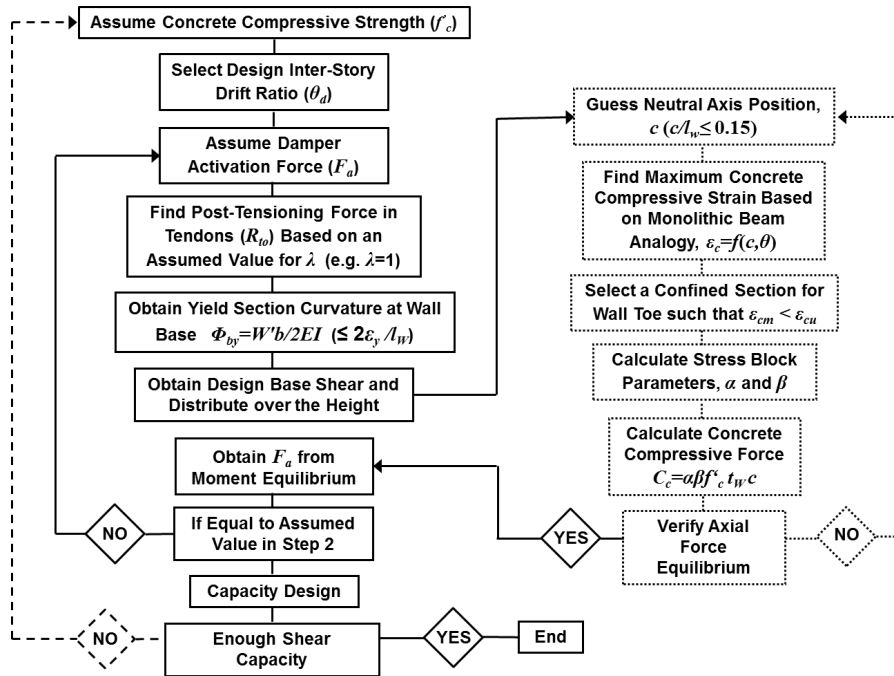 Assume Concrete Compressive Strength (f'c)
Select Design Inter-Story
Drift Ratio (θd)
Assume Damper
Activation Force (Fa)
Find Post-Tensioning Force in
Tendons (Rto) Based on an
Assumed Value for λ (e.g. λ=1)
Obtain Yield Section Curvature at Wall
Base Φby=W'b/2EI (≤ 2εy/lW)
Obtain Design Base Shear and
Distribute over the Height
Guess Neutral Axis Position,
c (c/lw≤ 0.15)
Find Maximum Concrete
Compressive Strain Based
on Monolithic Beam
Analogy, εc=f(c,θ)
Select a Confined Section for
Wall Toe such that εcm < εcu
Calculate Stress Block
Parameters, α and β
Calculate Concrete
Compressive Force
Cc=αβf'c tW c
Verify Axial
Force
Equilibrium
NO
YES
Obtain Fa from
Moment Equilibrium
If Equal to Assumed
Value in Step 2
NO
Capacity Design
Enough Shear
Capacity
NO
YES
End